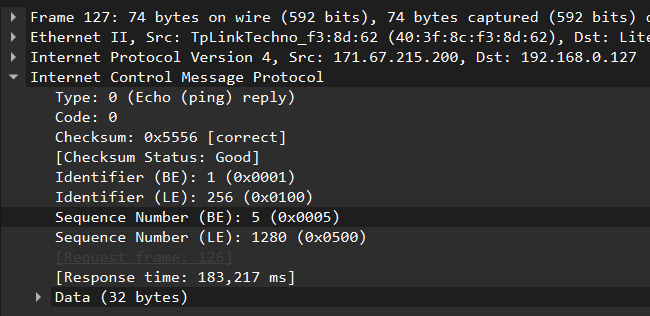 Frame 127: 74 bytes on wire (592 bits), 74 bytes captured (592 bits) o
Ethernet II, Src: TpLinkTechno_f3:8d:62 (40:3f:8c:f3:8d:62), Dst: Lite
Internet Protocol Version 4, Src: 171.67.215.200, Dst: 192.168.0.127
Internet Control Message Protocol
Type: 0 (Echo (ping) reply)
Code: 0
Checksum: 0x5556 [correct]
[Checksum Status: Good]
Identifier (BE): 1 (0x0001)
Identifier (LE): 256 (0x0100)
Sequence Number (BE): 5 (0x0005)
Sequence Number (LE): 1280 (0x0500)
[Request frame: 126]
[Response time: 183,217 ms]
Data (32 bytes)